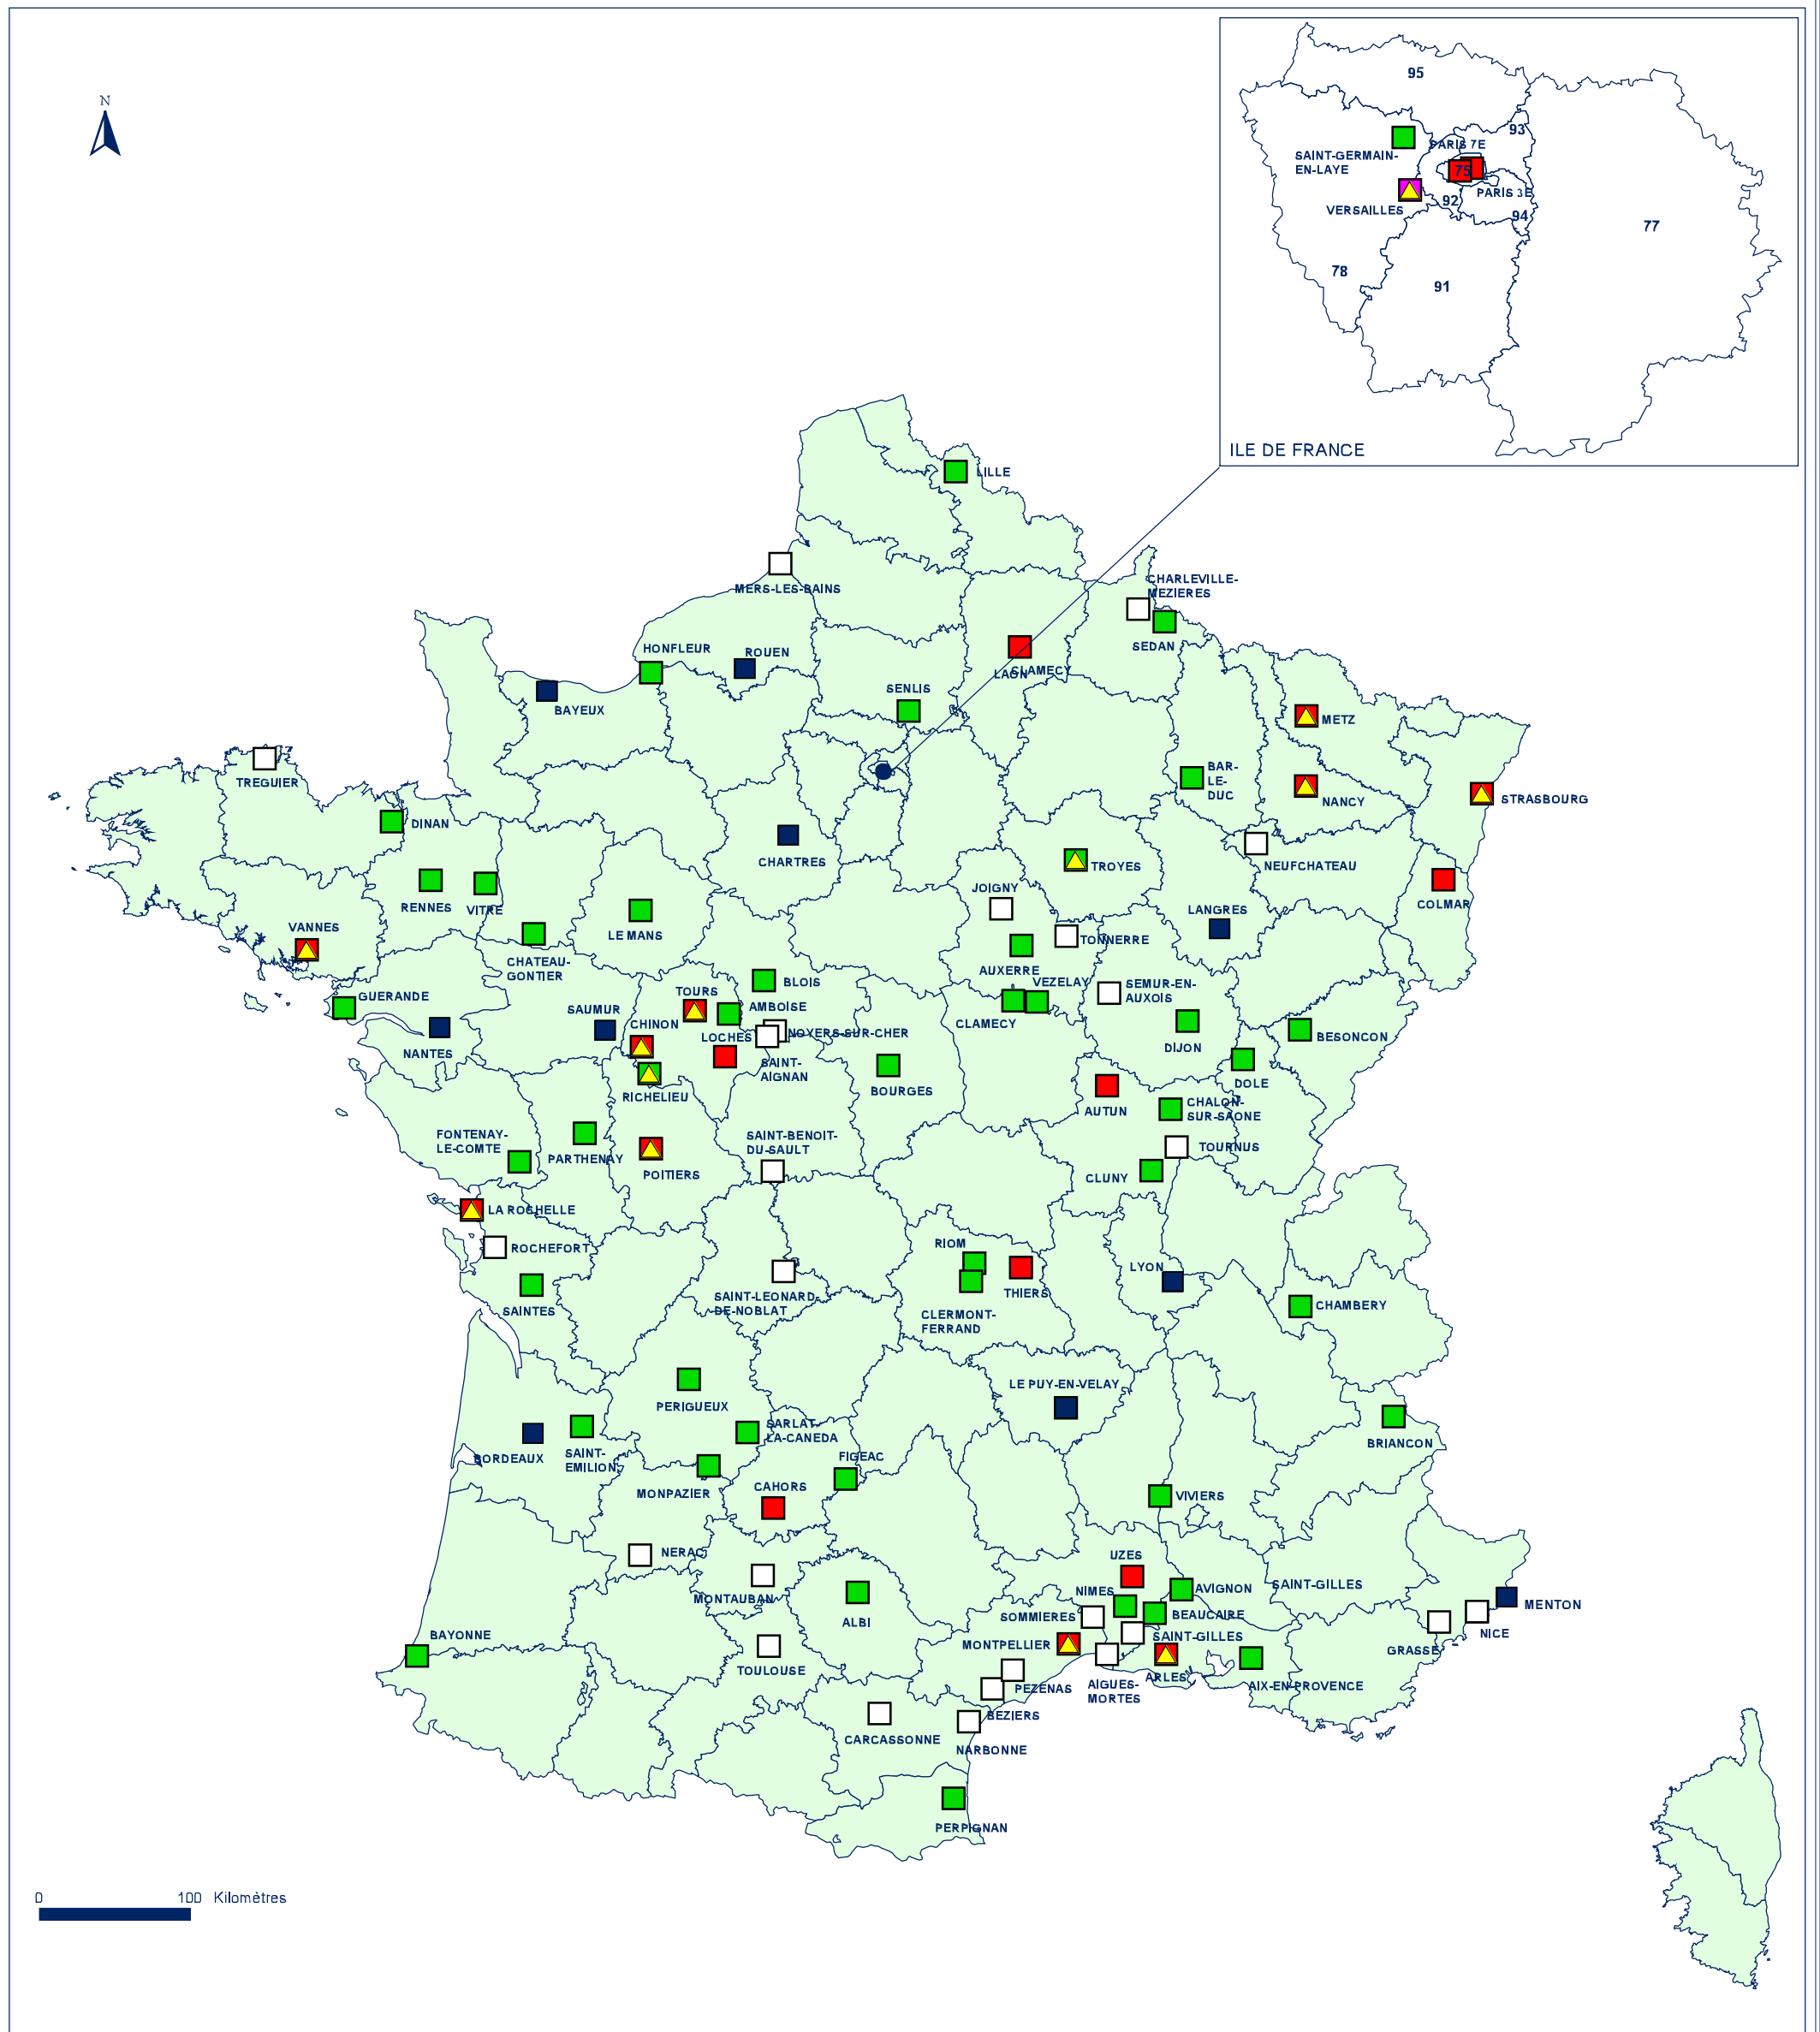 N
95
93
PARIS 7E
SAINT-GERMAIN-
EN-LAYE
75
PARIS 3E
92
VERSAILLES
94
77
78
91
ILE DE FRANCE
LILLE
MERS-LES-BAINS
CHARLEVILLE-
MEZIERES
SEDAN
HONFLEUR
ROUEN
LAON
CLAMECY
SENLIS
BAYEUX
METZ
TREGUIER
BAR-
LE-
DUC
NANCY
STRASBOURG
DINAN
CHARTRES
TROYES
NEUFCHATEAU
JOIGNY
COLMAR
RENNES
VITRE
LANGRES
VANNES
LE MANS
TONNERRE
CHATEAU-
GONTIER
AUXERRE
VEZELAY
BLOIS
SEMUR-EN-
AUXOIS
TOURS
GUERANDE
SAUMUR
AMBOISE
CLAMECY
CHINON
LOCHES
NOYERS-SUR-CHER
BESONCON
NANTES
DIJON
SAINT-
AIGNAN
BOURGES
DOLE
RICHELIEU
AUTUN
CHALON-
SUR-SAONE
FONTENAY-
LE-COMTE
SAINT-BENOIT-
DU-SAULT
PARTHENAY
TOURNUS
POITIERS
CLUNY
LA ROCHELLE
ROCHEFORT
RIOM
LYON
THIERS
SAINT-LEONARD-
DE-NOBLAT
SAINTES
CHAMBERY
CLERMONT-
FERRAND
LE PUY-EN-VELAY
PERIGUEUX
SARLAT-
LA-CANEDA
BRIANCON
BORDEAUX
SAINT-
EMILION
FIGEAC
MONPAZIER
CAHORS
VIVIERS
NERAC
UZES
SAINT-GILLES
MONTAUBAN
NIMES
AVIGNON
MENTON
ALBI
SOMMIERES
BEAUCAIRE
BAYONNE
MONTPELLIER
SAINT-GILLES
NICE
GRASSE
TOULOUSE
ARLES
AIGUES-
MORTES
PEZENAS
AIX-EN-PROVENCE
BEZIERS
CARCASSONNE
NARBONNE
PERPIGNAN
0 100 Kilomètres